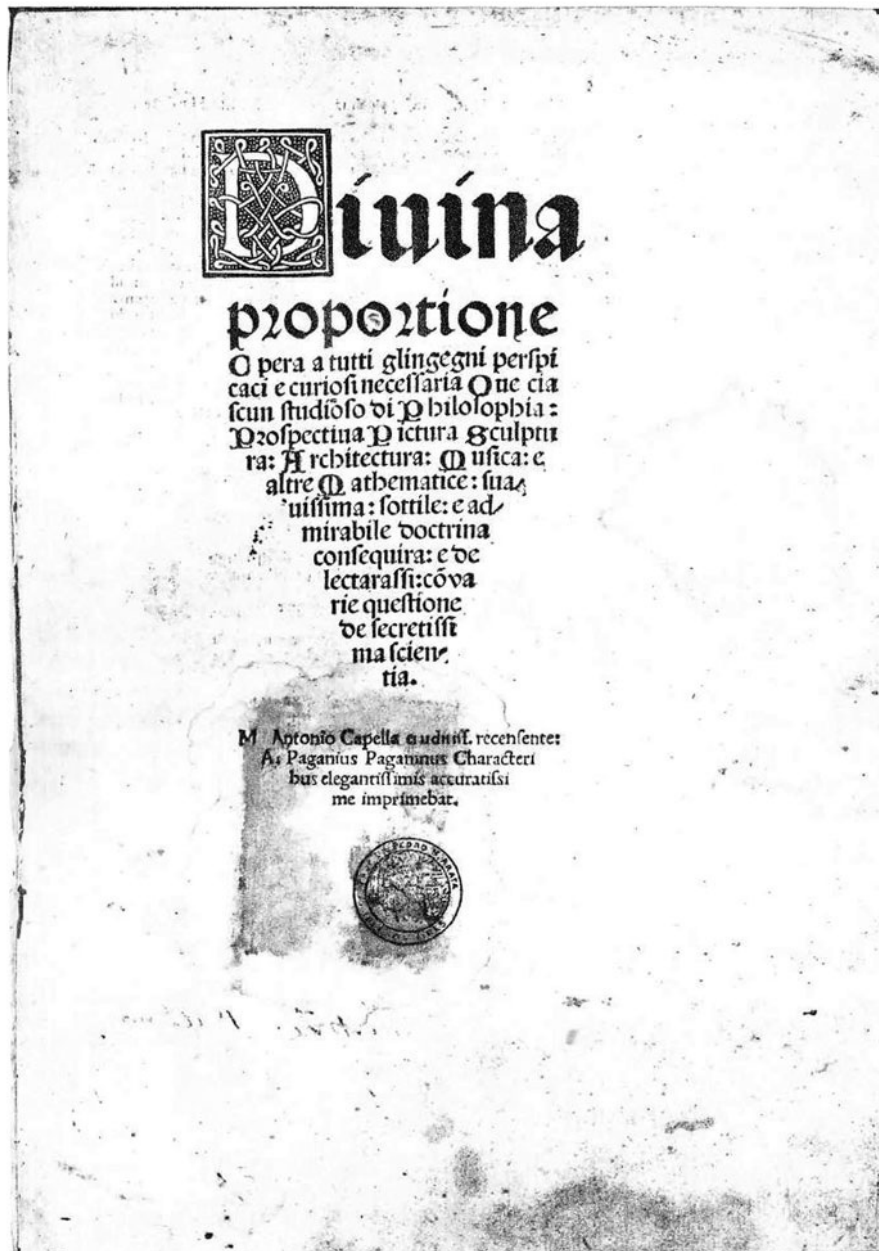 Diuina
proportione
Opera a tutti glingegni perſpi
caci e curioſi neceſſaria Oue cia
ſcun ſtudioſo di Philoſophia:
Proſpectiua Pictura Sculptu
ra: Architectura: Muſica: e
altre Mathematice: ſua
uiſſima: ſottile: e ad
mirabile doctrina
conſequira: e de
lectaraſſi: cōva
rie queſtione
de ſecretiſſi
ma ſcien
tia.
M Antonio Capella eruditiſſ. recenſente:
A. Paganius Paganinus Characteri
bus elegantiſſimis accuratiſſi
me imprimebat.
PEDRO